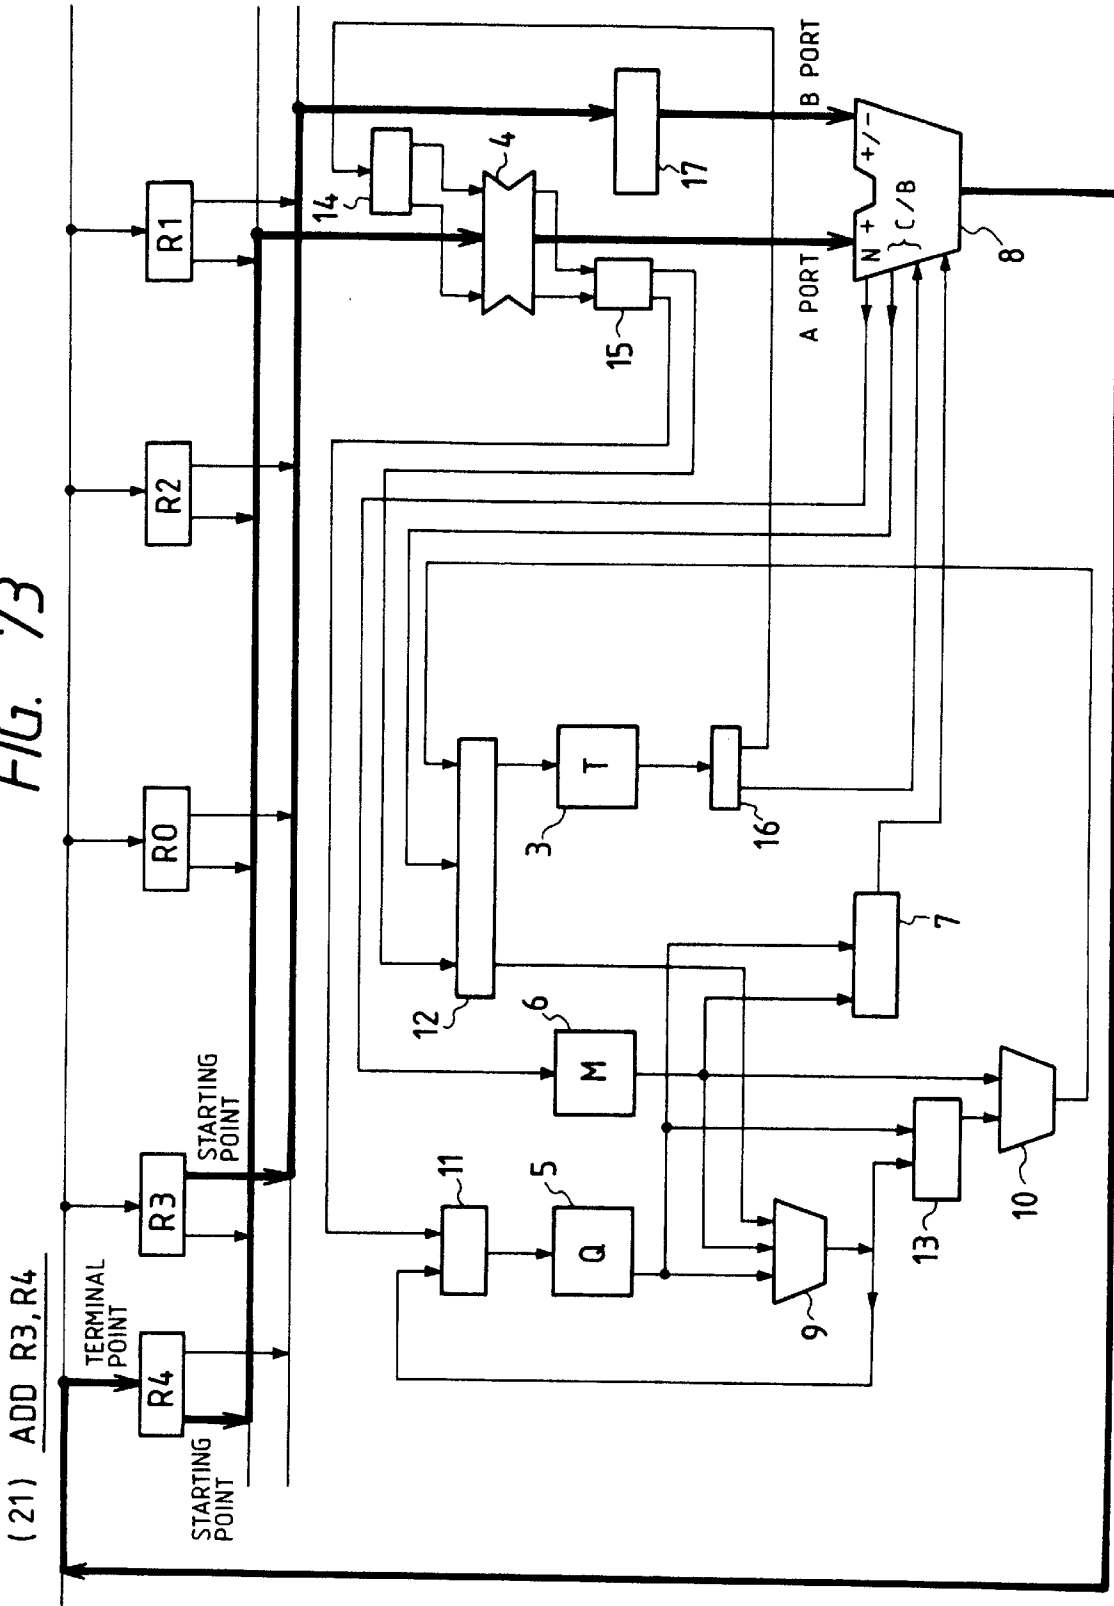 FIG. 73
(21) ADD R3,R4
TERMINAL
POINT
R4
R3
R0
R2
R1
STARTING
POINT
STARTING
POINT
14
4
15
17
11
12
5
6
3
Q
M
T
16
9
7
13
10
A PORT
B PORT
N + +/-
} C/B
8